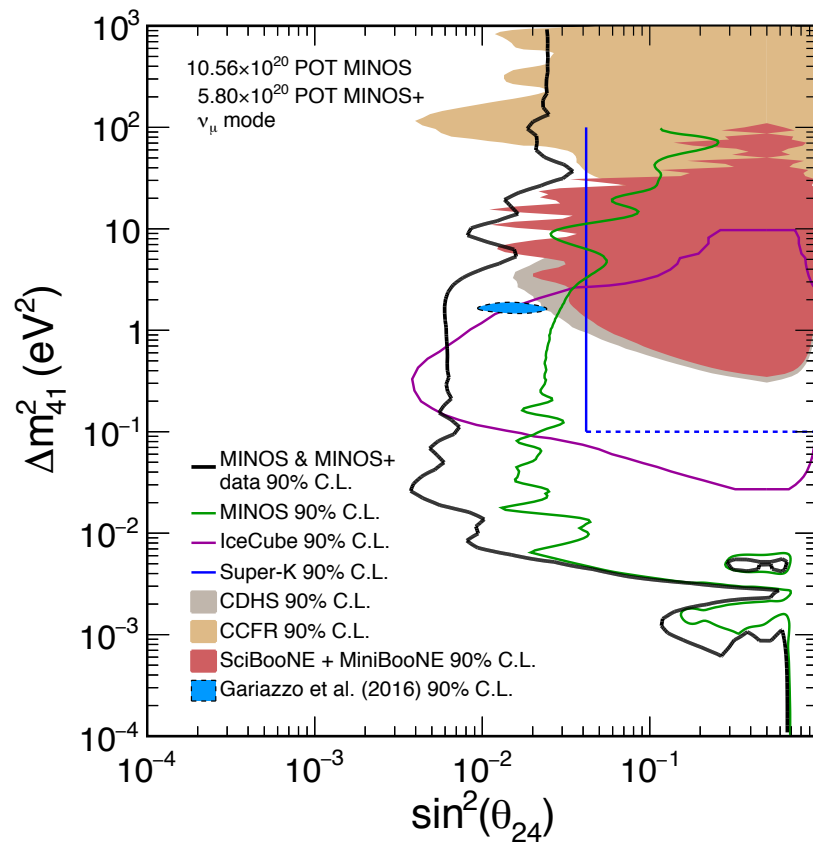 10.56×10²⁰ POT MINOS
5.80×10²⁰ POT MINOS+
νμ mode
10³
10²
10
1
10⁻¹
10⁻²
10⁻³
10⁻⁴
Δm²₄₁ (eV²)
MINOS & MINOS+
data 90% C.L.
MINOS 90% C.L.
IceCube 90% C.L.
Super-K 90% C.L.
CDHS 90% C.L.
CCFR 90% C.L.
SciBooNE + MiniBooNE 90% C.L.
Gariazzo et al. (2016) 90% C.L.
10⁻⁴ 10⁻³ 10⁻² 10⁻¹
sin²(θ₂₄)